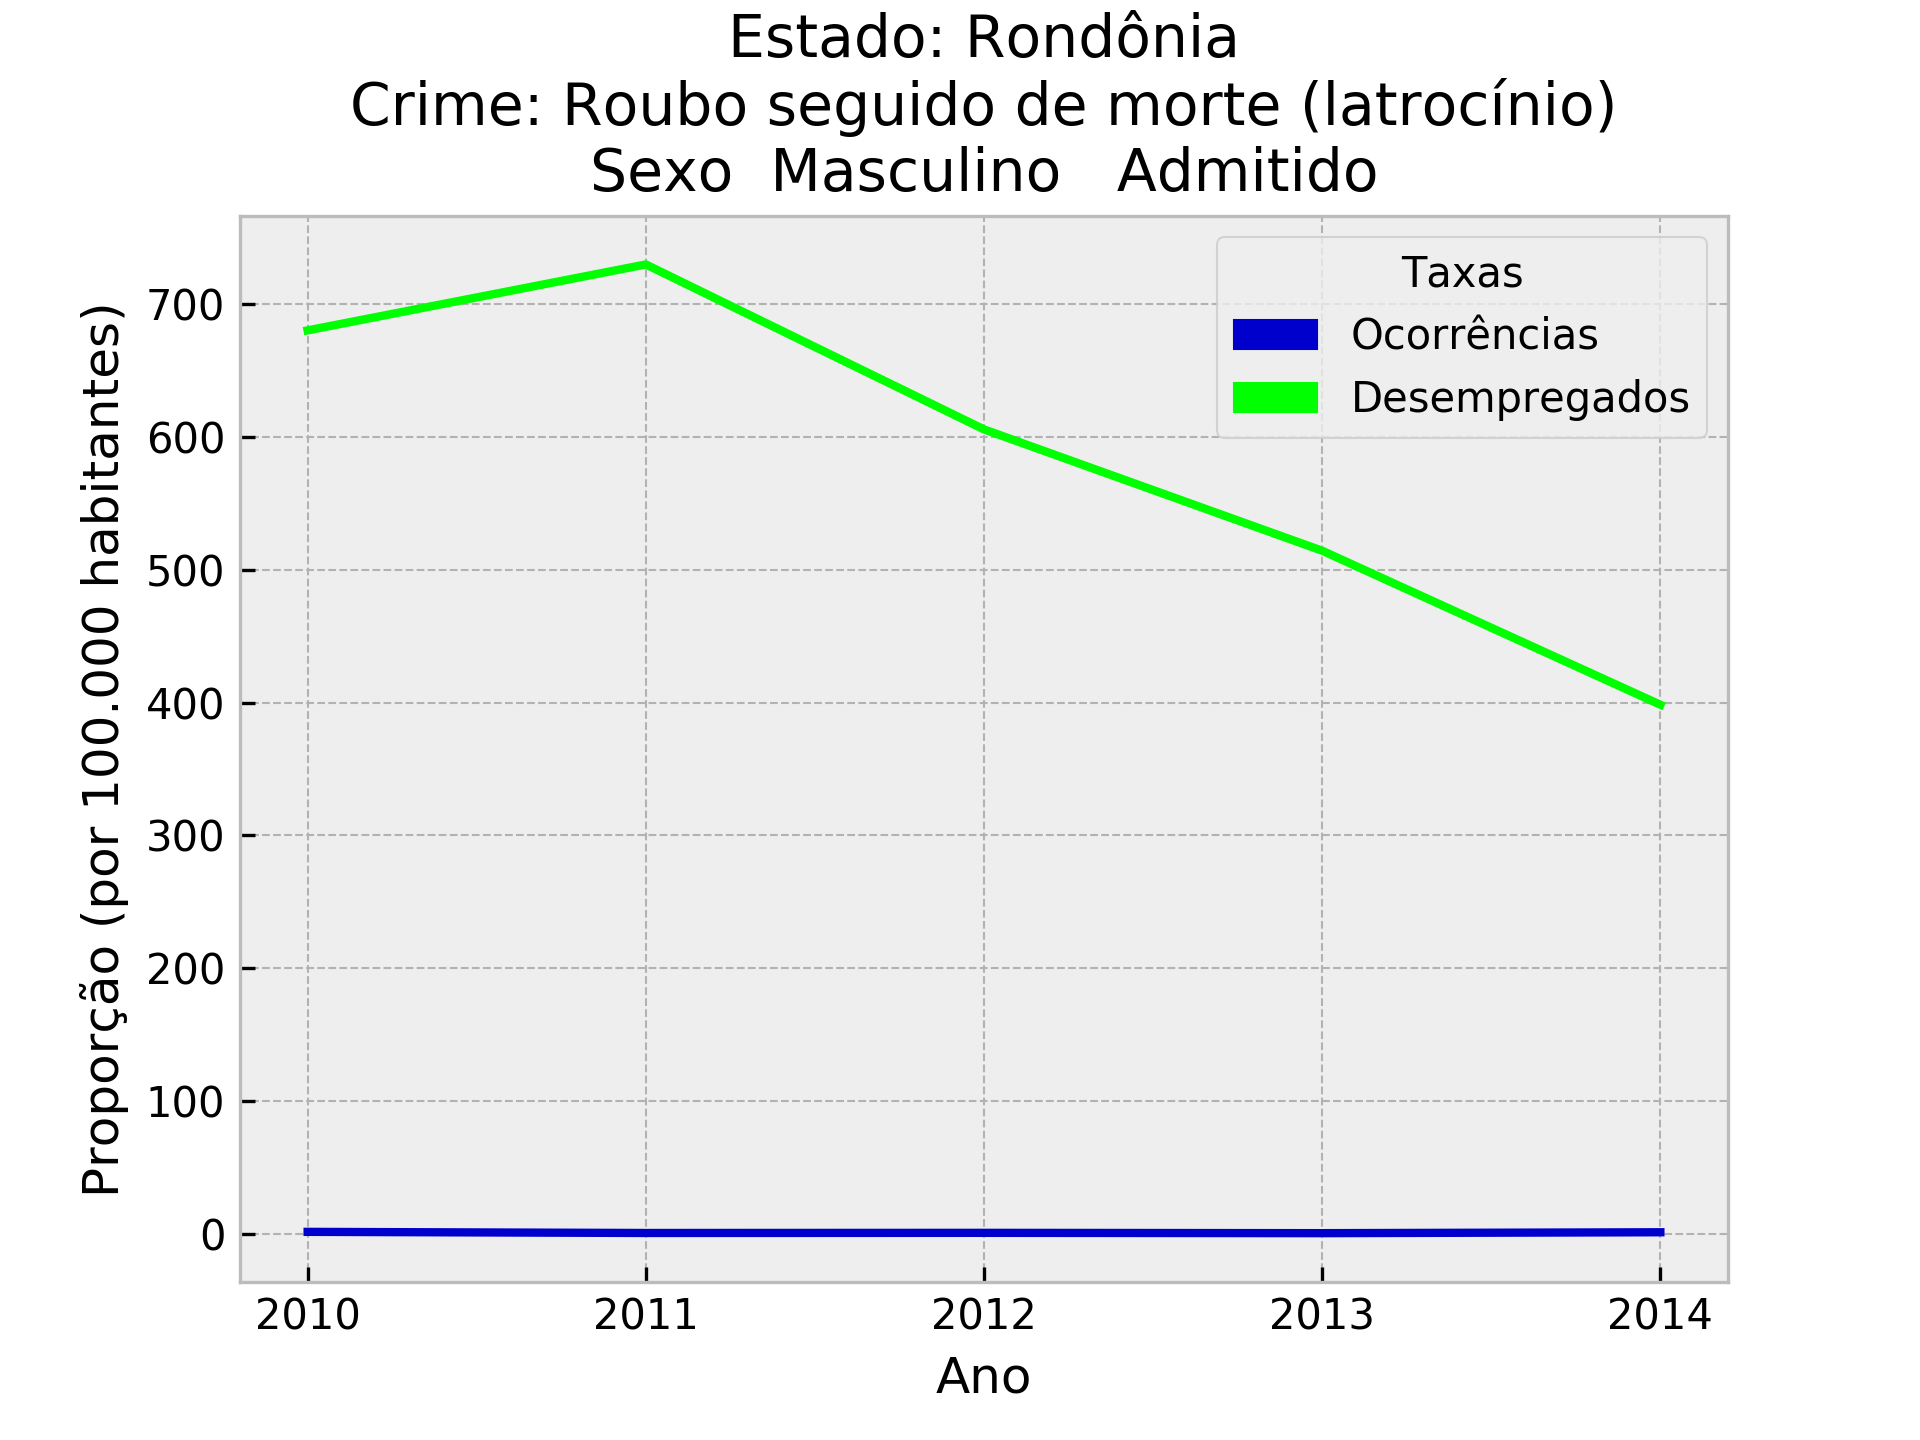 Estado: Rondônia
Crime: Roubo seguido de morte (latrocínio)
Sexo  Masculino   Admitido
Taxas
Ocorrências
Desempregados
Proporção (por 100.000 habitantes)
700
600
500
400
300
200
100
0
2010 2011 2012 2013 2014
Ano